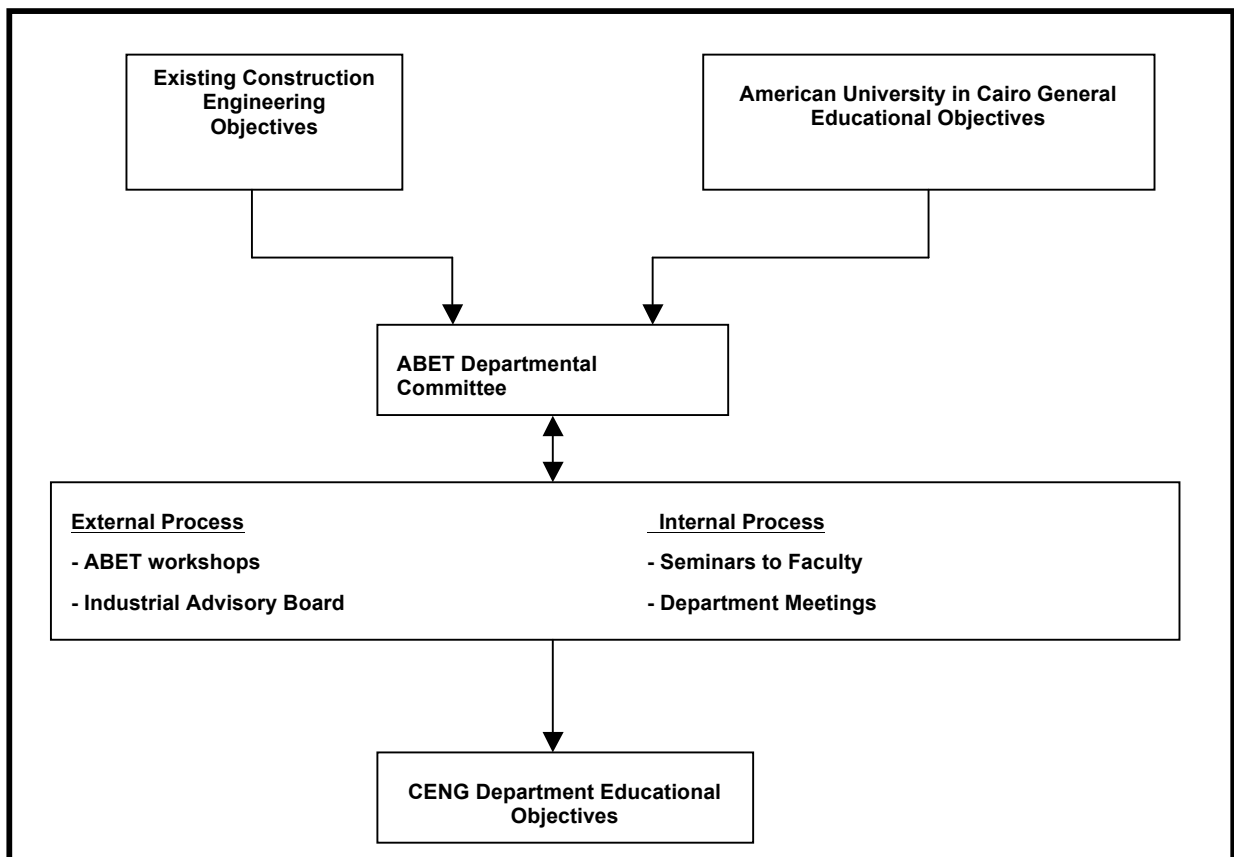 Existing Construction
Engineering
Objectives
American University in Cairo General
Educational Objectives
ABET Departmental
Committee
External Process
- ABET workshops
- Industrial Advisory Board
Internal Process
- Seminars to Faculty
- Department Meetings
CENG Department Educational
Objectives